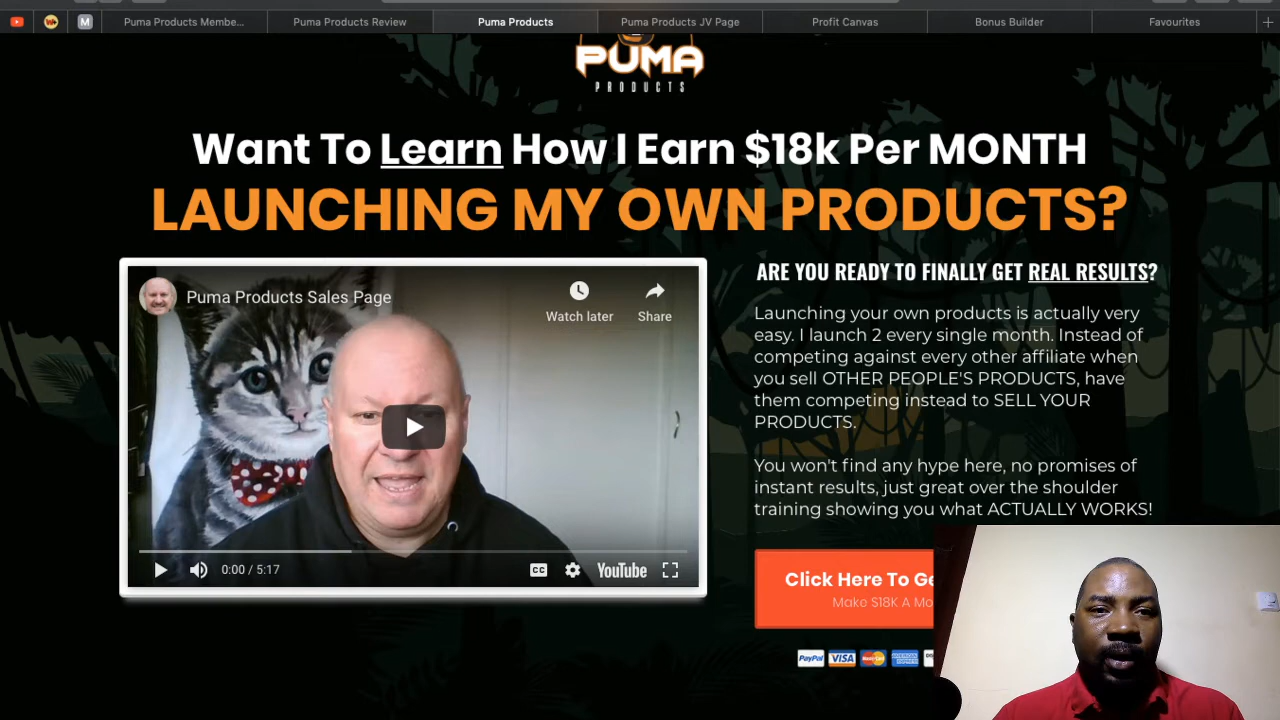 Puma Products Membe...
Puma Products Review
Puma Products
Puma Products JV Page
Profit Canvas
Bonus Builder
Favourites
M
PUMA
PRODUCTS
Want To Learn How I Earn $18k Per MONTH
LAUNCHING MY OWN PRODUCTS?
Puma Products Sales Page
Watch later
Share
0:00 / 5:17
CC
YouTube
ARE YOU READY TO FINALLY GET REAL RESULTS?
Launching your own products is actually very
easy. I launch 2 every single month. Instead of
competing against every other affiliate when
you sell OTHER PEOPLE'S PRODUCTS, have
them competing instead to SELL YOUR
PRODUCTS.
You won't find any hype here, no promises of
instant results, just great over the shoulder
training showing you what ACTUALLY WORKS!
Click Here To Ge
Make $18K A Mo
PayPal
VISA